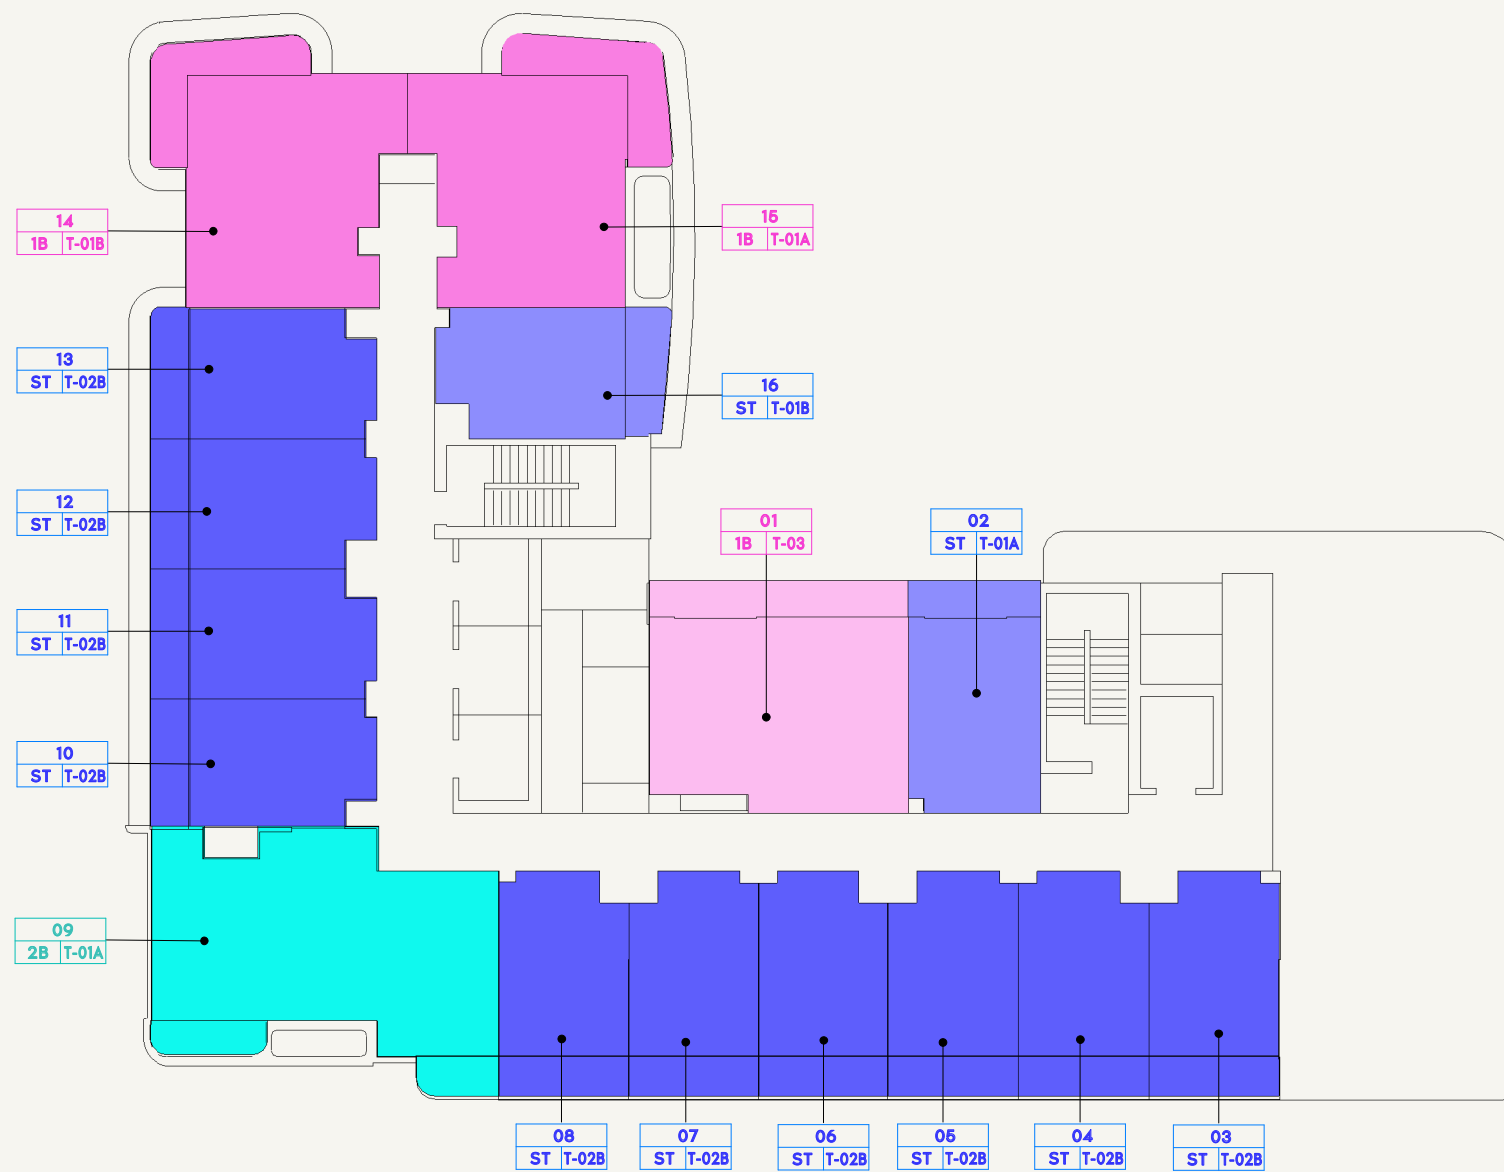 14
1B T-01B
15
1B T-01A
13
ST T-02B
16
ST T-01B
12
ST T-02B
01
1B T-03
02
ST T-01A
11
ST T-02B
10
ST T-02B
09
2B T-01A
08
ST T-02B
07
ST T-02B
06
ST T-02B
05
ST T-02B
04
ST T-02B
03
ST T-02B